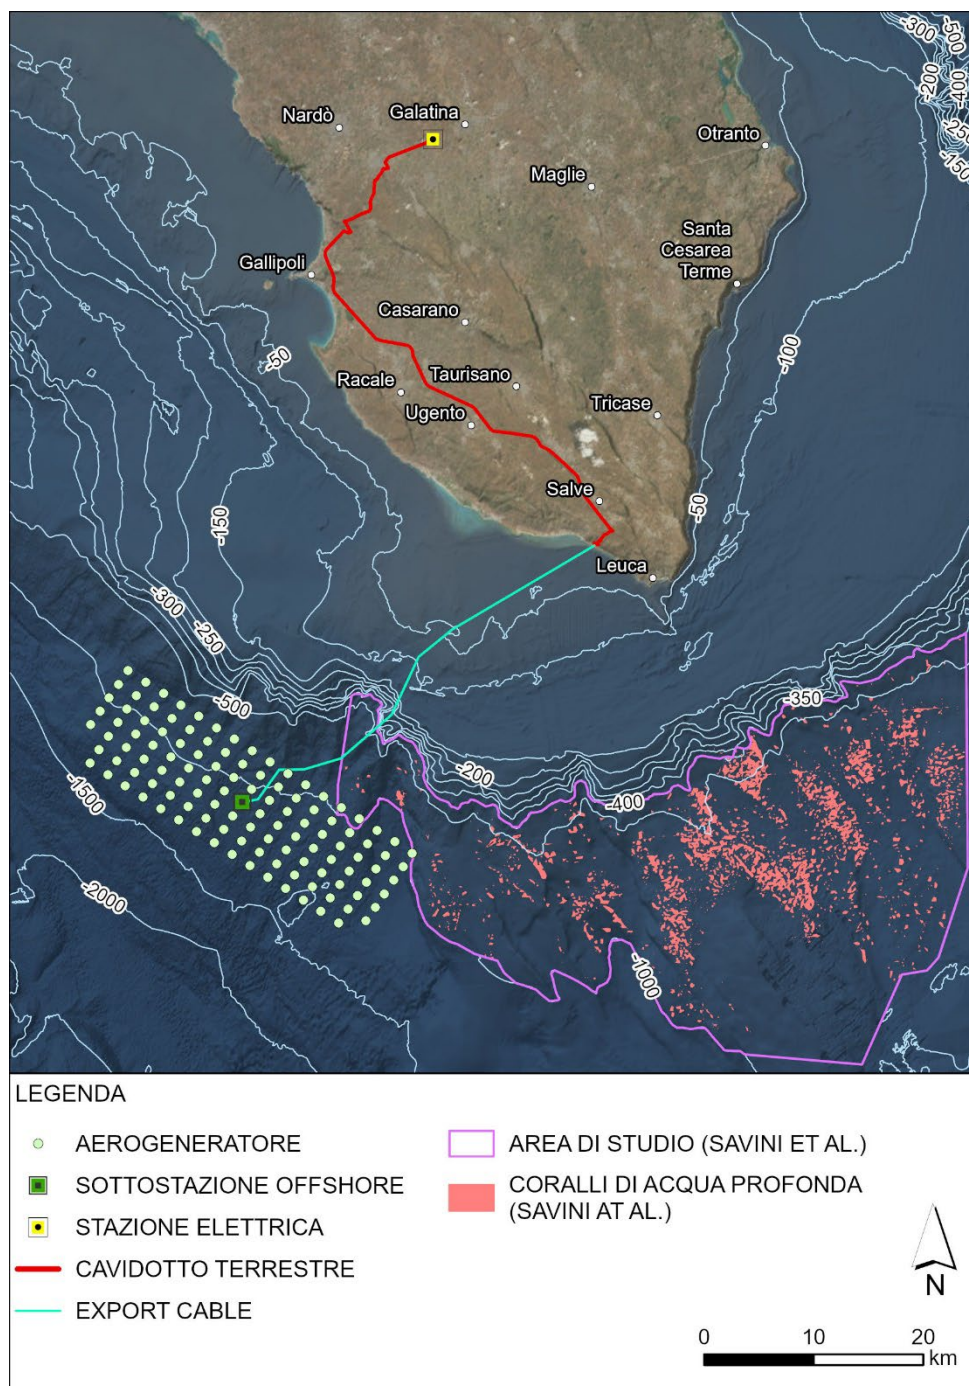 -300
-500
-200
-400
-250
-150
Nardò
Galatina
Otranto
Maglie
Santa
Cesarea
Terme
Gallipoli
Casarano
-50
-100
Racale
Taurisano
Ugento
Tricase
-150
Salve
-50
Leuca
-300
-250
-500
-350
-200
-400
-1500
-2000
-1000
LEGENDA
AEROGENERATORE
SOTTOSTAZIONE OFFSHORE
STAZIONE ELETTRICA
CAVIDOTTO TERRESTRE
EXPORT CABLE
AREA DI STUDIO (SAVINI ET AL.)
CORALLI DI ACQUA PROFONDA
(SAVINI AT AL.)
N
0 10 20
km